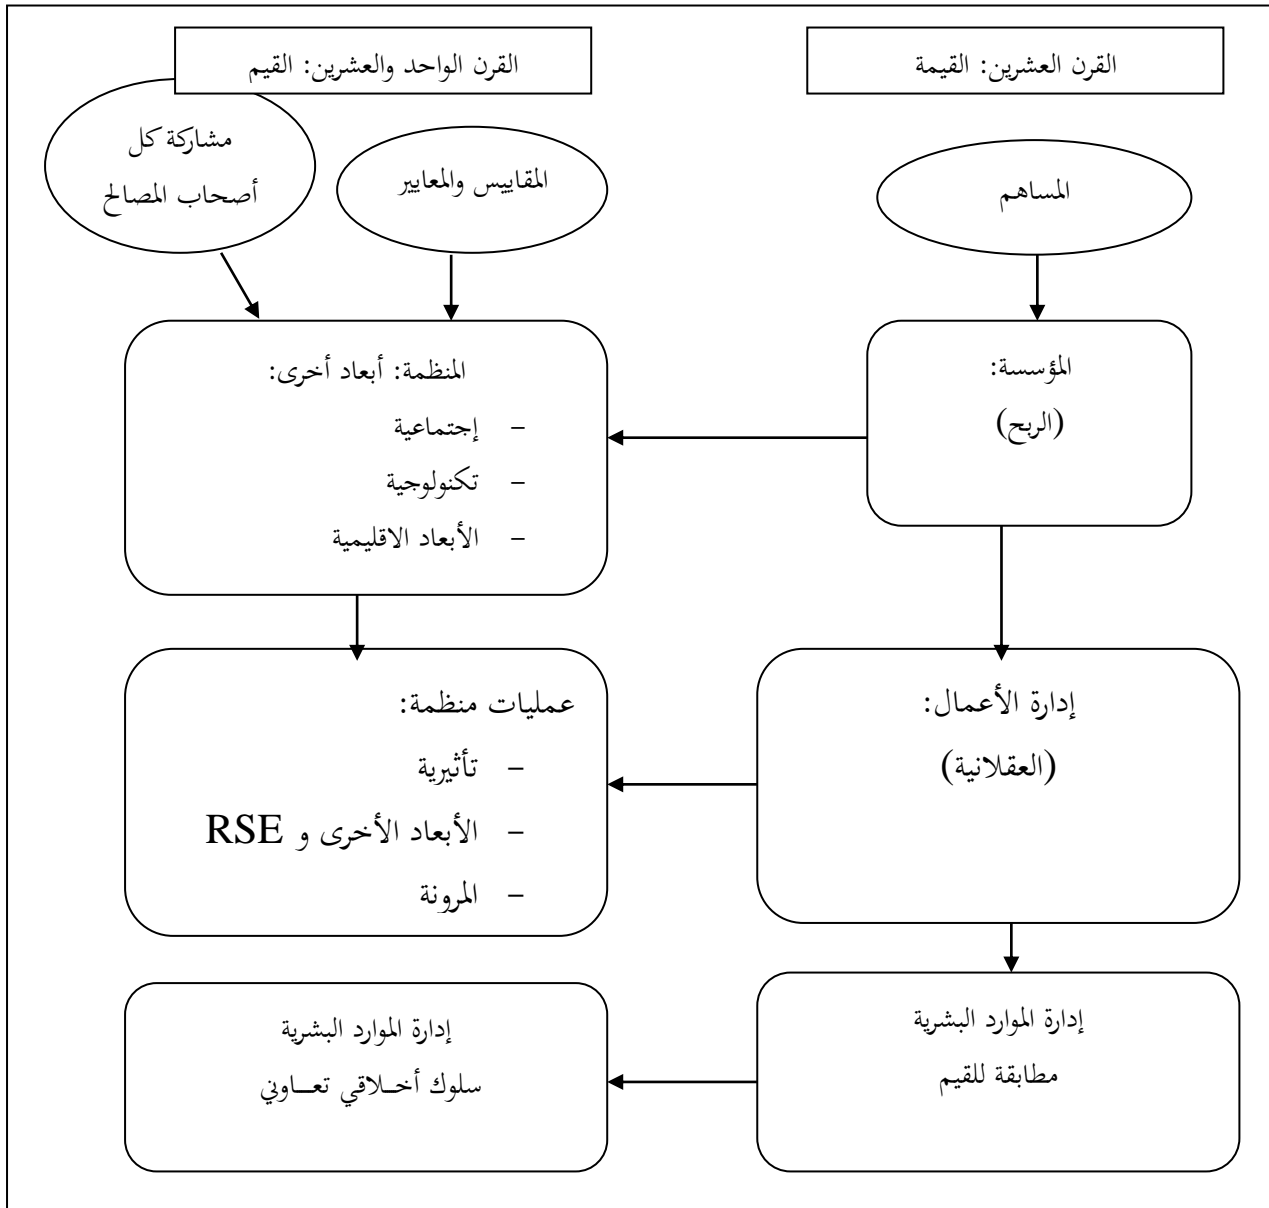 القرن العشرين: القيمة
القرن الواحد والعشرين: القيم
المساهم
المقاييس والمعايير
مشاركة كل
أصحاب المصالح
المؤسسة:
(الربح)
المنظمة: أبعاد أخرى:
- إجتماعية
- تكنولوجية
- الأبعاد الاقليمية
إدارة الأعمال:
(العقلانية)
عمليات منظمة:
- تأثيرية
- الأبعاد الأخرى و RSE
- المرونة
إدارة الموارد البشرية
مطابقة للقيم
إدارة الموارد البشرية
سلوك أخـلاقي تعـــاوني